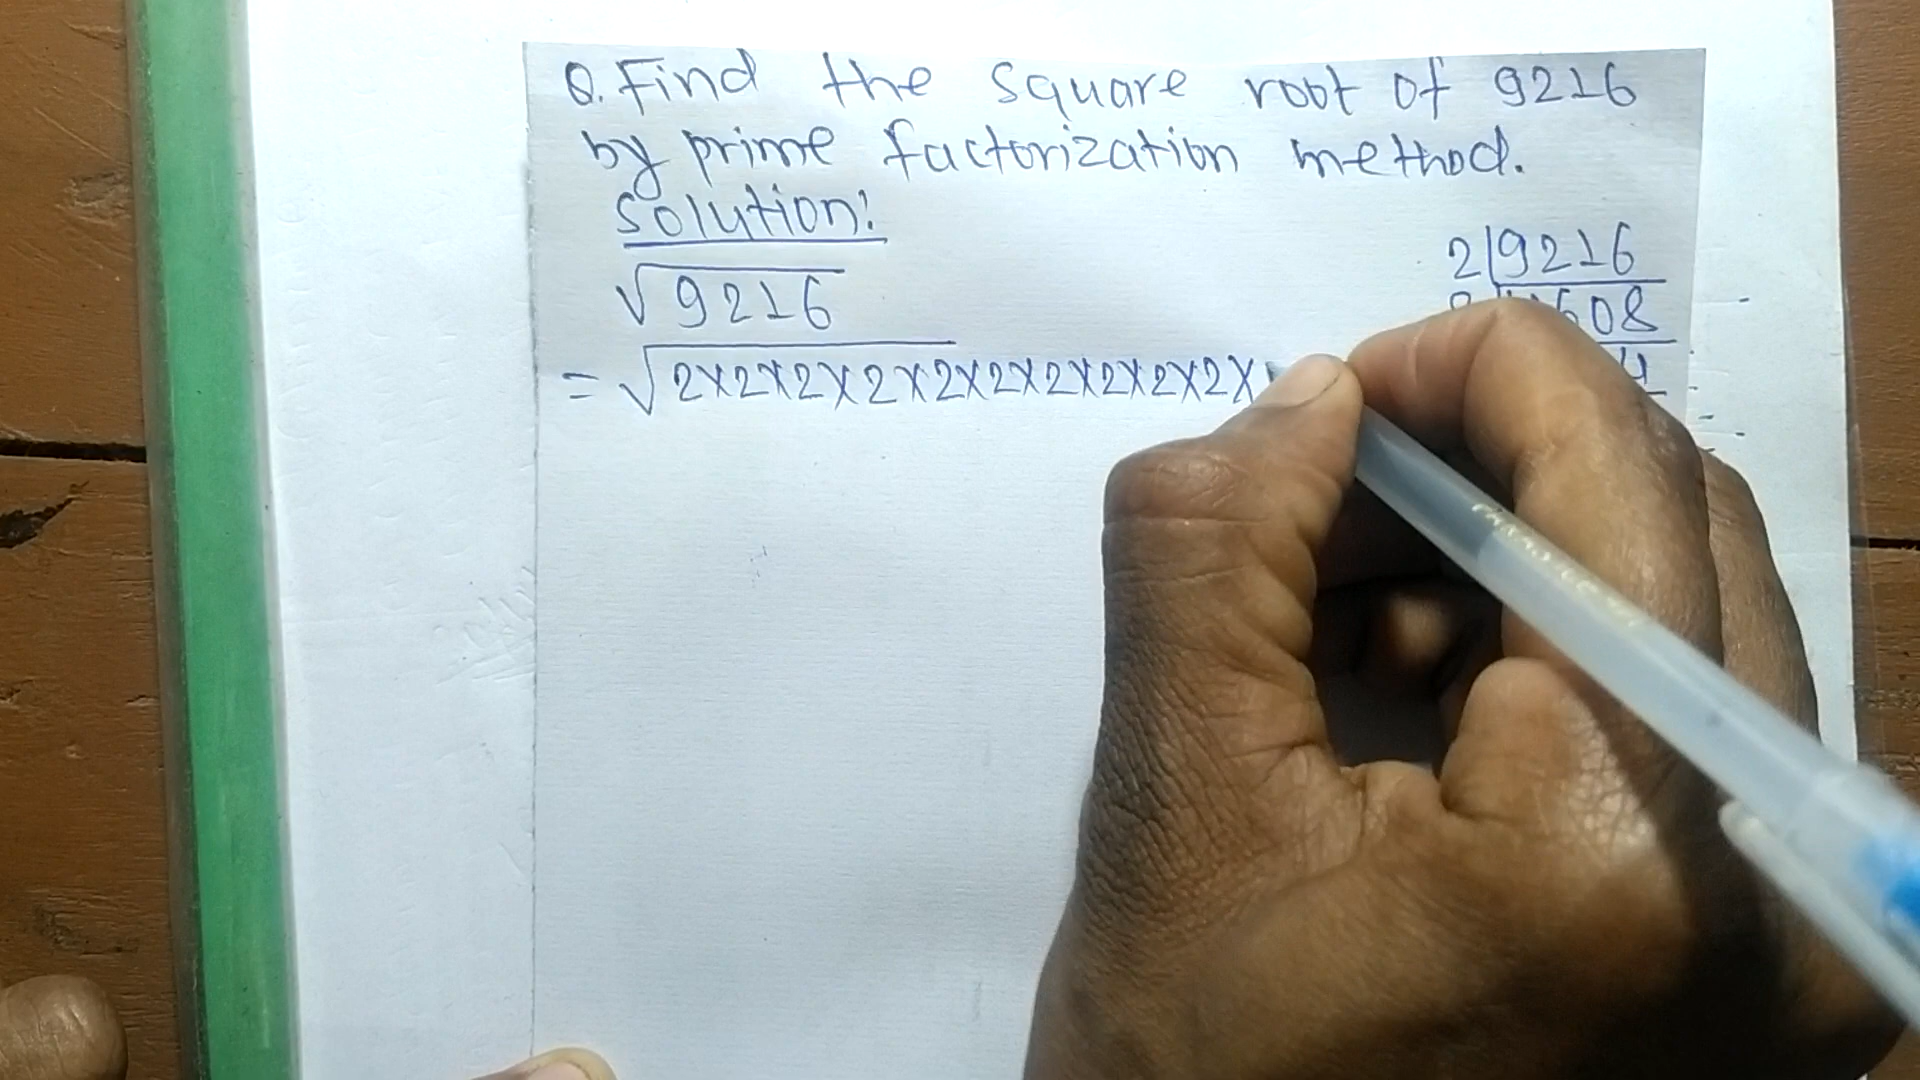 Q. Find the square root of 9216
by prime factorization method.
Solution:
√9216
= √2×2×2×2×2×2×2×2×2×2×
2|9216
608
4